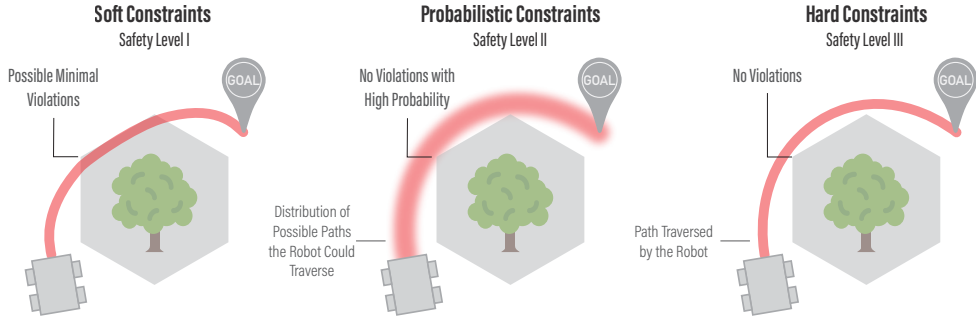 Soft Constraints
Safety Level I
Possible Minimal
Violations
GOAL
Probabilistic Constraints
Safety Level II
No Violations with
High Probability
GOAL
Distribution of
Possible Paths
the Robot Could
Traverse
Hard Constraints
Safety Level III
No Violations
GOAL
Path Traversed
by the Robot